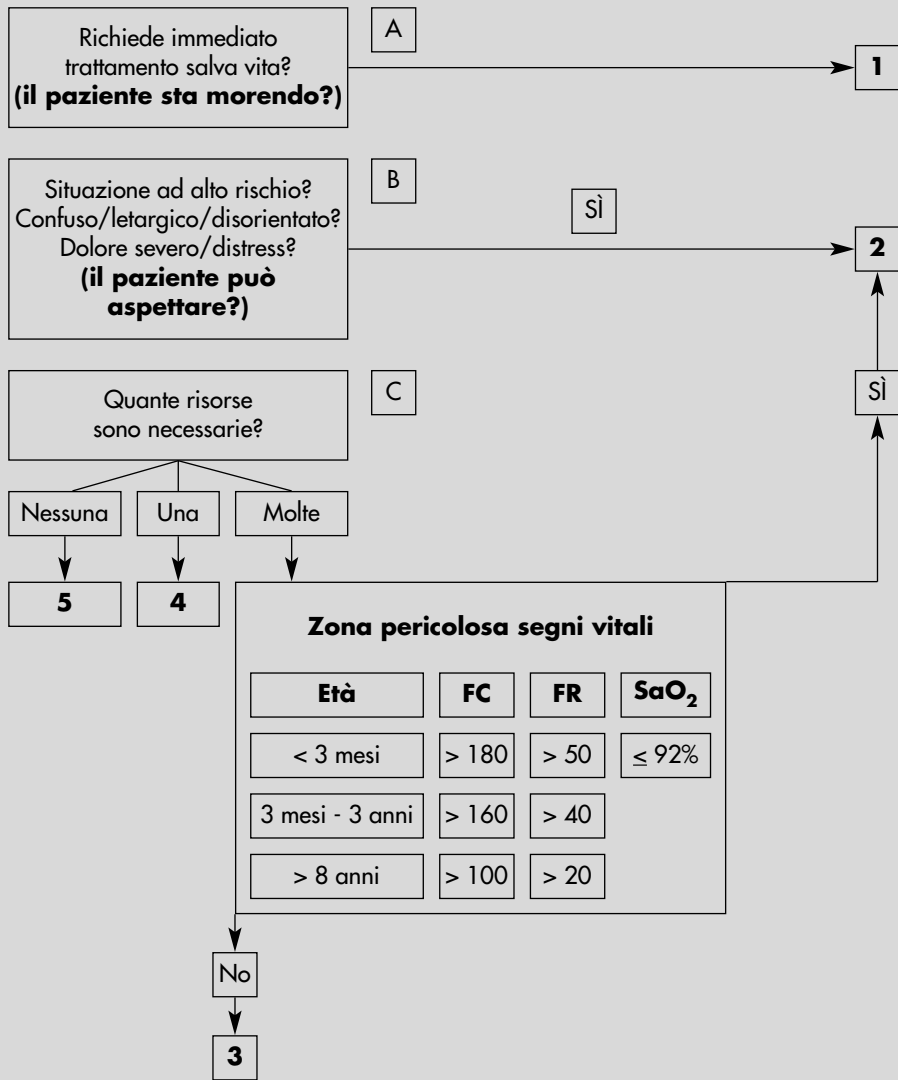 Richiede immediato
trattamento salva vita?
(il paziente sta morendo?)
A
1
Situazione ad alto rischio?
Confuso/letargico/disorientato?
Dolore severo/distress?
(il paziente può
aspettare?)
B
SÌ
2
Quante risorse
sono necessarie?
C
SÌ
Nessuna
Una
Molte
5
4
Zona pericolosa segni vitali
Età FC FR SaO₂
< 3 mesi > 180 > 50 ≤ 92%
3 mesi - 3 anni > 160 > 40
> 8 anni > 100 > 20
No
3